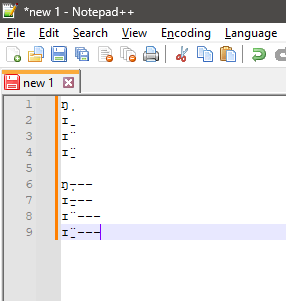 *new 1 - Notepad++
File Edit Search View Encoding Language
new 1
1 ŋ̣
2 ɪ̱
3 ɪ̈
4 ɪ̱̈
5
6 ŋ̣---
7 ɪ̱---
8 ɪ̈---
9 ɪ̱̈---